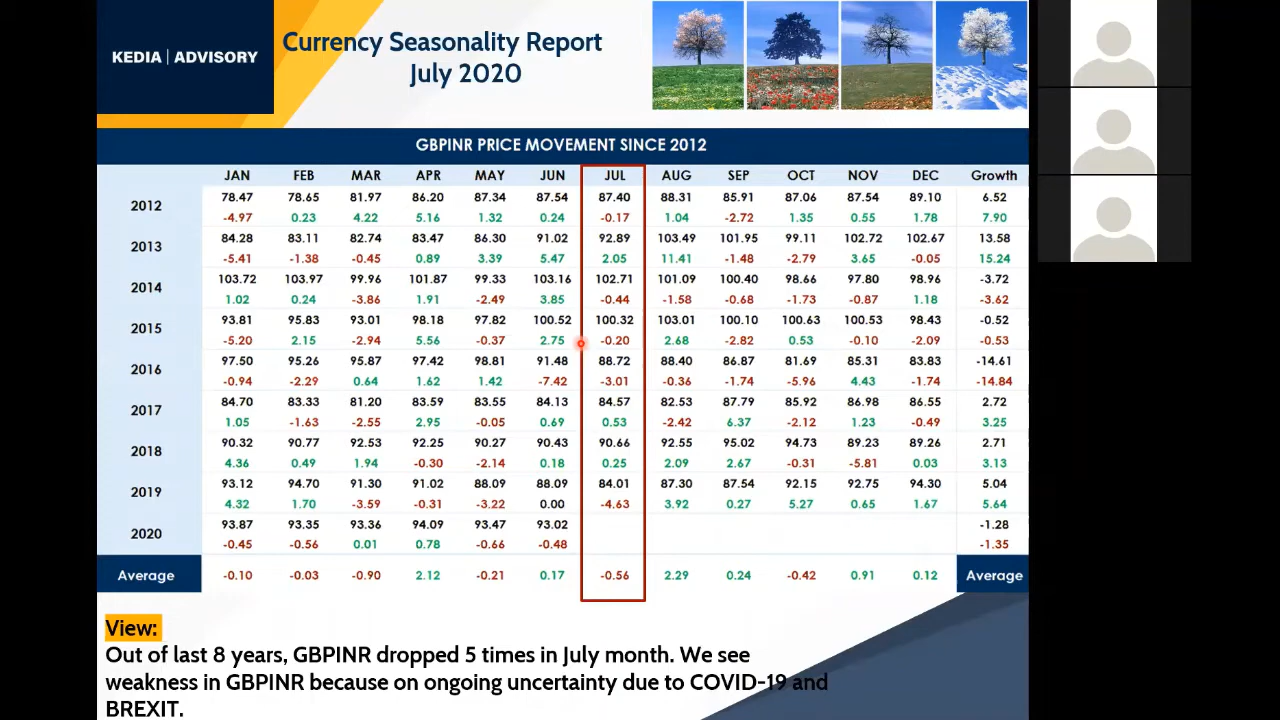 KEDIA | ADVISORY
Currency Seasonality Report
July 2020
GBPINR PRICE MOVEMENT SINCE 2012
JAN FEB MAR APR MAY JUN JUL AUG SEP OCT NOV DEC Growth
2012
78.47 78.65 81.97 86.20 87.34 87.54 87.40 88.31 85.91 87.06 87.54 89.10 6.52
-4.97 0.23 4.22 5.16 1.32 0.24 -0.17 1.04 -2.72 1.35 0.55 1.78 7.90
2013
84.28 83.11 82.74 83.47 86.30 91.02 92.89 103.49 101.95 99.11 102.72 102.67 13.58
-5.41 -1.38 -0.45 0.89 3.39 5.47 2.05 11.41 -1.48 -2.79 3.65 -0.05 15.24
2014
103.72 103.97 99.96 101.87 99.33 103.16 102.71 101.09 100.40 98.66 97.80 98.96 -3.72
1.02 0.24 -3.86 1.91 -2.49 3.85 -0.44 -1.58 -0.68 -1.73 -0.87 1.18 -3.62
2015
93.81 95.83 93.01 98.18 97.82 100.52 100.32 103.01 100.10 100.63 100.53 98.43 -0.52
-5.20 2.15 -2.94 5.56 -0.37 2.75 -0.20 2.68 -2.82 0.53 -0.10 -2.09 -0.53
2016
97.50 95.26 95.87 97.42 98.81 91.48 88.72 88.40 86.87 81.69 85.31 83.83 -14.61
-0.94 -2.29 0.64 1.62 1.42 -7.42 -3.01 -0.36 -1.74 -5.96 4.43 -1.74 -14.84
2017
84.70 83.33 81.20 83.59 83.55 84.13 84.57 82.53 87.79 85.92 86.98 86.55 2.72
1.05 -1.63 -2.55 2.95 -0.05 0.69 0.53 -2.42 6.37 -2.12 1.23 -0.49 3.25
2018
90.32 90.77 92.53 92.25 90.27 90.43 90.66 92.55 95.02 94.73 89.23 89.26 2.71
4.36 0.49 1.94 -0.30 -2.14 0.18 0.25 2.09 2.67 -0.31 -5.81 0.03 3.13
2019
93.12 94.70 91.30 91.02 88.09 88.09 84.01 87.30 87.54 92.15 92.75 94.30 5.04
4.32 1.70 -3.59 -0.31 -3.22 0.00 -4.63 3.92 0.27 5.27 0.65 1.67 5.64
2020
93.87 93.35 93.36 94.09 93.47 93.02 -1.28
-0.45 -0.56 0.01 0.78 -0.66 -0.48 -1.35
Average -0.10 -0.03 -0.90 2.12 -0.21 0.17 -0.56 2.29 0.24 -0.42 0.91 0.12 Average
View:
Out of last 8 years, GBPINR dropped 5 times in July month. We see
weakness in GBPINR because on ongoing uncertainty due to COVID-19 and
BREXIT.